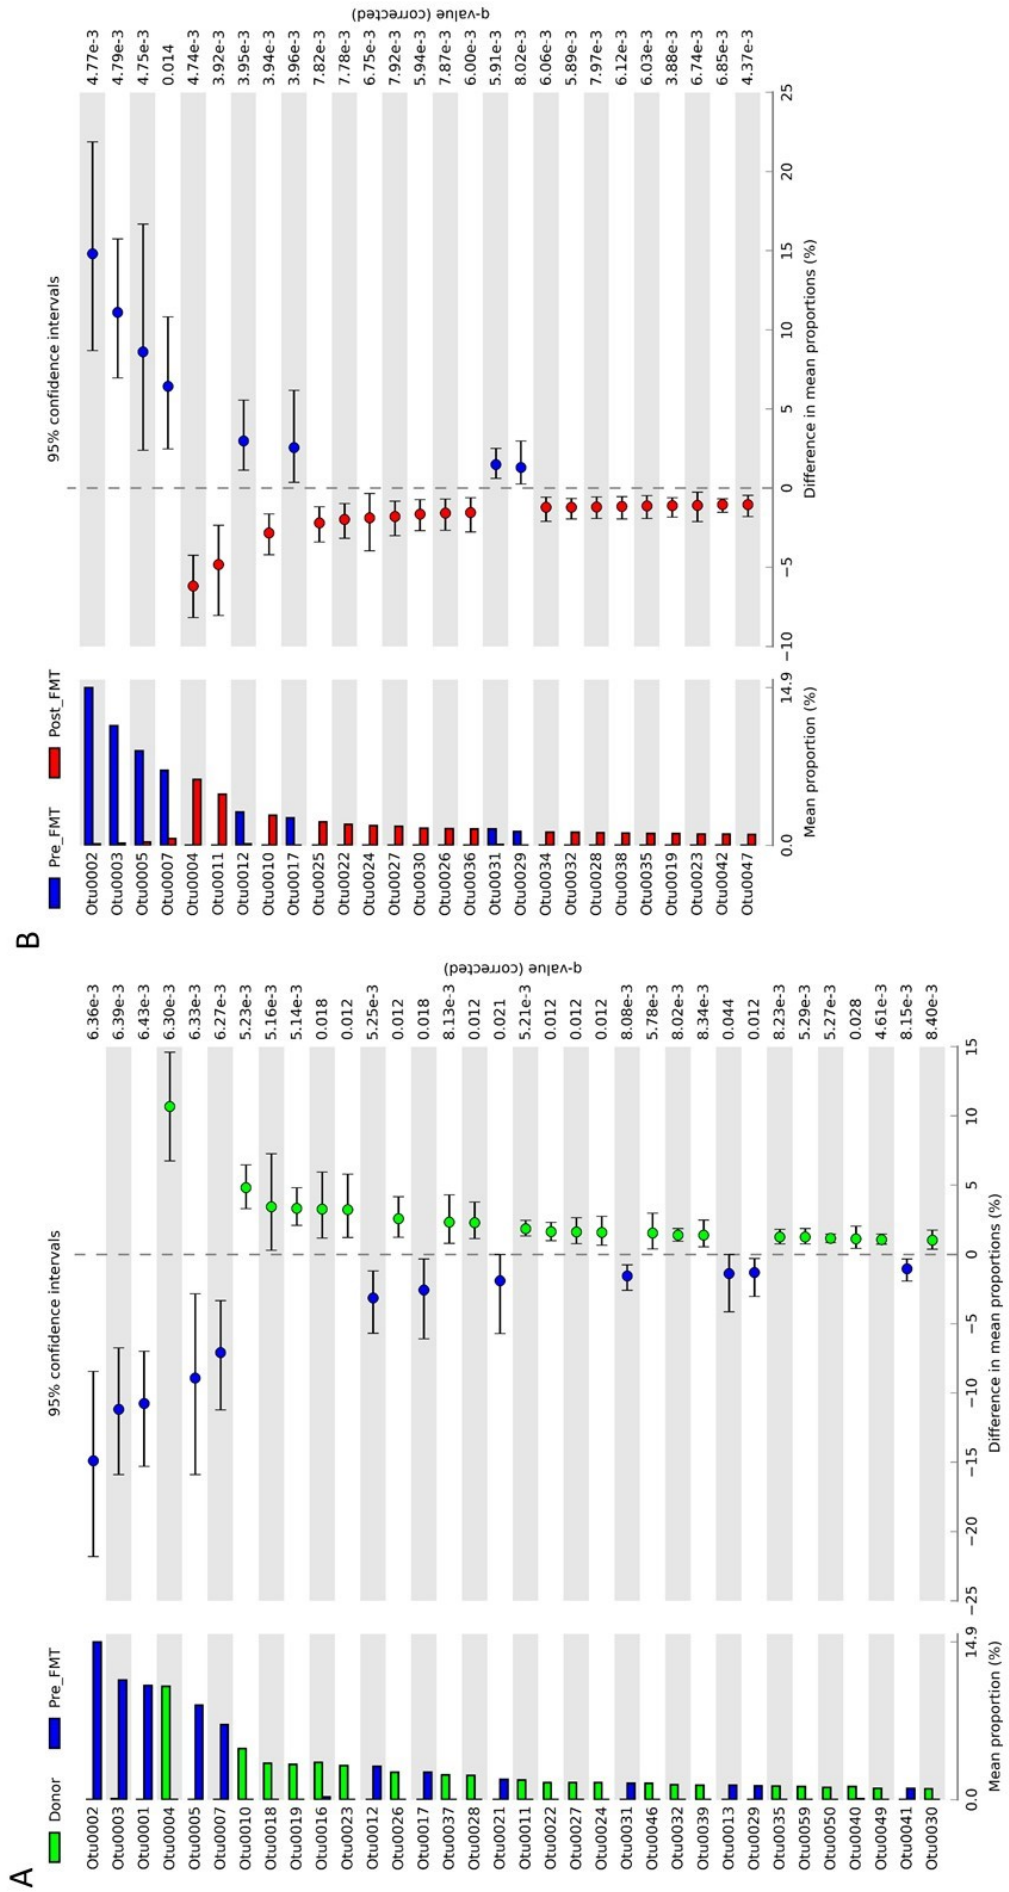 A
Donor
Pre_FMT
95% confidence intervals
Otu0002
Otu0003
Otu0001
Otu0004
Otu0005
Otu0007
Otu0010
Otu0018
Otu0019
Otu0016
Otu0023
Otu0012
Otu0026
Otu0017
Otu0037
Otu0028
Otu0021
Otu0011
Otu0022
Otu0027
Otu0024
Otu0031
Otu0046
Otu0032
Otu0039
Otu0013
Otu0029
Otu0035
Otu0059
Otu0050
Otu0040
Otu0049
Otu0041
Otu0030
0.0 14.9
Mean proportion (%)
−25 −20 −15 −10 −5 0 5 10 15
Difference in mean proportions (%)
6.36e-3
6.39e-3
6.43e-3
6.30e-3
6.33e-3
6.27e-3
5.23e-3
5.16e-3
5.14e-3
0.018
0.012
5.25e-3
0.012
0.018
8.13e-3
0.012
0.021
5.21e-3
0.012
0.012
0.012
8.08e-3
5.78e-3
8.02e-3
8.34e-3
0.044
0.012
8.23e-3
5.29e-3
5.27e-3
0.028
4.61e-3
8.15e-3
8.40e-3
q-value (corrected)
B
Pre_FMT
Post_FMT
95% confidence intervals
Otu0002
Otu0003
Otu0005
Otu0007
Otu0004
Otu0011
Otu0012
Otu0010
Otu0017
Otu0025
Otu0022
Otu0024
Otu0027
Otu0030
Otu0026
Otu0036
Otu0031
Otu0029
Otu0034
Otu0032
Otu0028
Otu0038
Otu0035
Otu0019
Otu0023
Otu0042
Otu0047
0.0 14.9
Mean proportion (%)
−10 −5 0 5 10 15 20 25
Difference in mean proportions (%)
4.77e-3
4.79e-3
4.75e-3
0.014
4.74e-3
3.92e-3
3.95e-3
3.94e-3
3.96e-3
7.82e-3
7.78e-3
6.75e-3
7.92e-3
5.94e-3
7.87e-3
6.00e-3
5.91e-3
8.02e-3
6.06e-3
5.89e-3
7.97e-3
6.12e-3
6.03e-3
3.88e-3
6.74e-3
6.85e-3
4.37e-3
q-value (corrected)